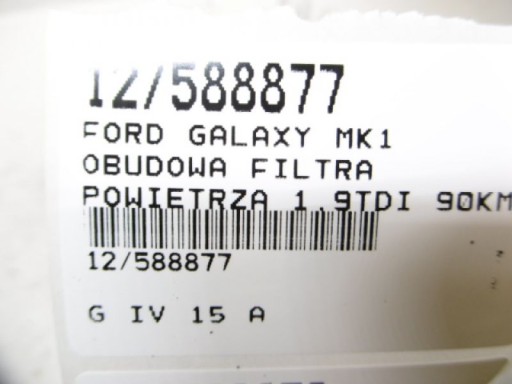 12/588877
FORD GALAXY MK1
OBUDOWA FILTRA
POWIETRZA 1.9TDI 90KM
12/588877
G IV 15 A